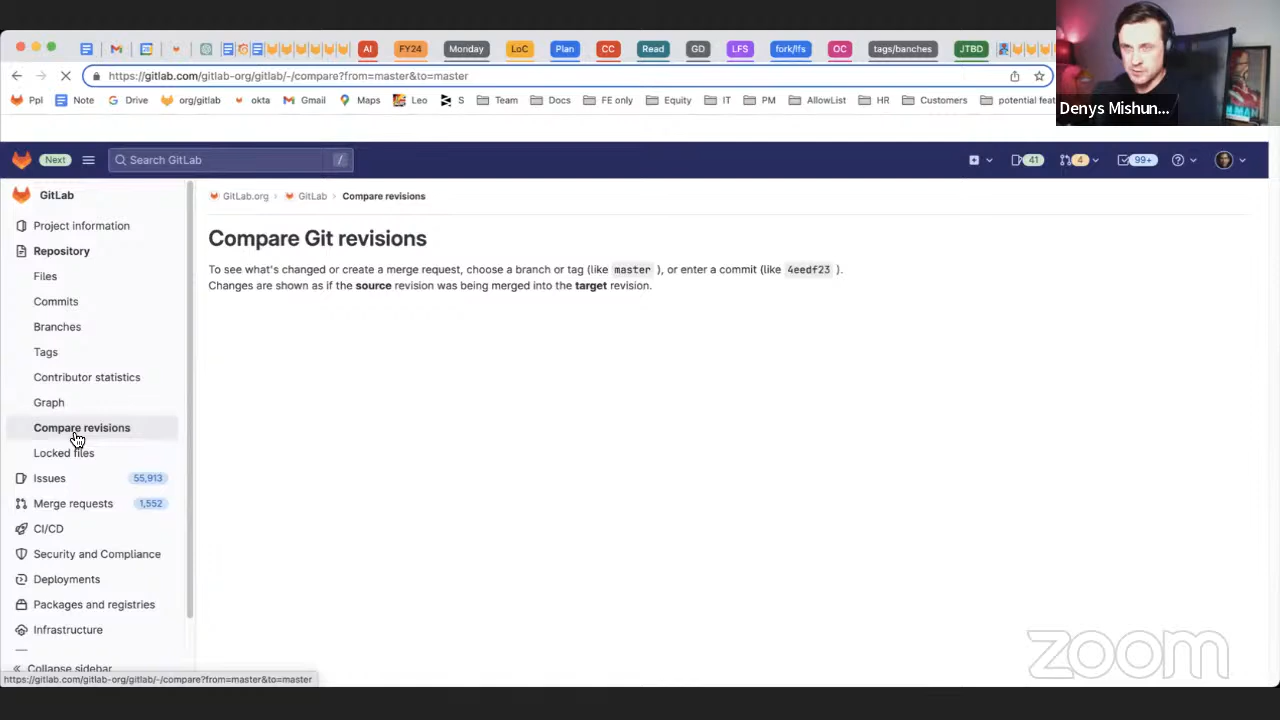 AI
FY24
Monday
LoC
Plan
CC
Read
GD
LFS
fork/lfs
OC
tags/banches
JTBD
https://gitlab.com/gitlab-org/gitlab/-/compare?from=master&to=master
Ppl
Note
Drive
org/gitlab
okta
Gmail
Maps
Leo
S
Team
Docs
FE only
Equity
IT
PM
AllowList
HR
Customers
potential feat
Denys Mishun...
Next
Search GitLab
/
41
4
99+
GitLab
GitLab.org › GitLab › Compare revisions
Project information
Repository
Files
Commits
Branches
Tags
Contributor statistics
Graph
Compare revisions
Locked files
Issues 55,913
Merge requests 1,552
CI/CD
Security and Compliance
Deployments
Packages and registries
Infrastructure
Collapse sidebar
Compare Git revisions
To see what's changed or create a merge request, choose a branch or tag (like master ), or enter a commit (like 4eedf23 ).
Changes are shown as if the source revision was being merged into the target revision.
https://gitlab.com/gitlab-org/gitlab/-/compare?from=master&to=master
zoom